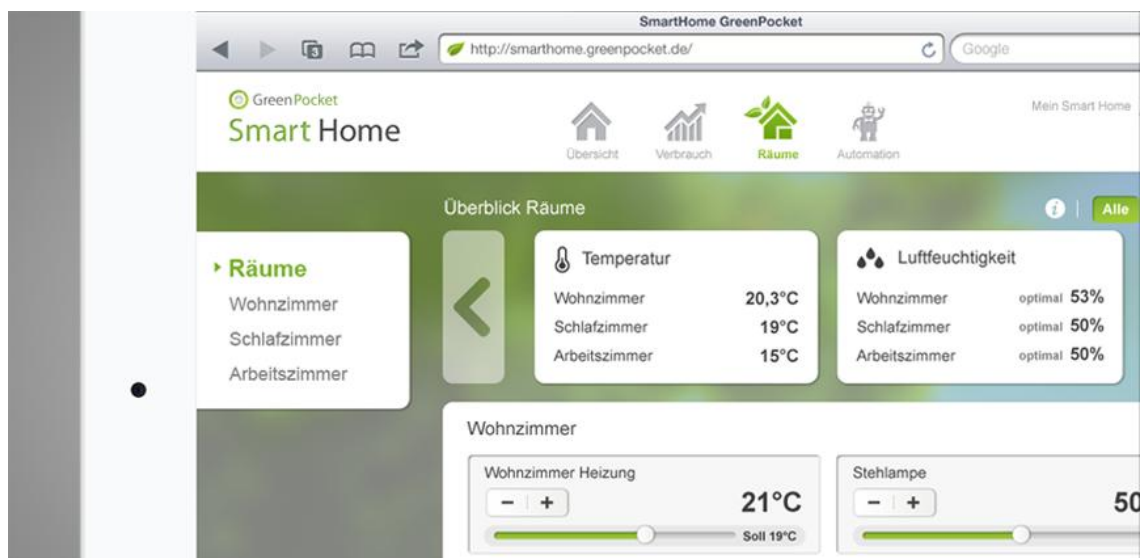 SmartHome GreenPocket
3
http://smarthome.greenpocket.de/
Google
GreenPocket
Smart Home
Übersicht
Verbrauch
Räume
Automation
Mein Smart Home
Überblick Räume
i
Alle
Räume
Wohnzimmer
Schlafzimmer
Arbeitszimmer
Temperatur
Wohnzimmer 20,3°C
Schlafzimmer 19°C
Arbeitszimmer 15°C
Luftfeuchtigkeit
Wohnzimmer optimal 53%
Schlafzimmer optimal 50%
Arbeitszimmer optimal 50%
Wohnzimmer
Wohnzimmer Heizung
- + 21°C
Soll 19°C
Stehlampe
- + 50